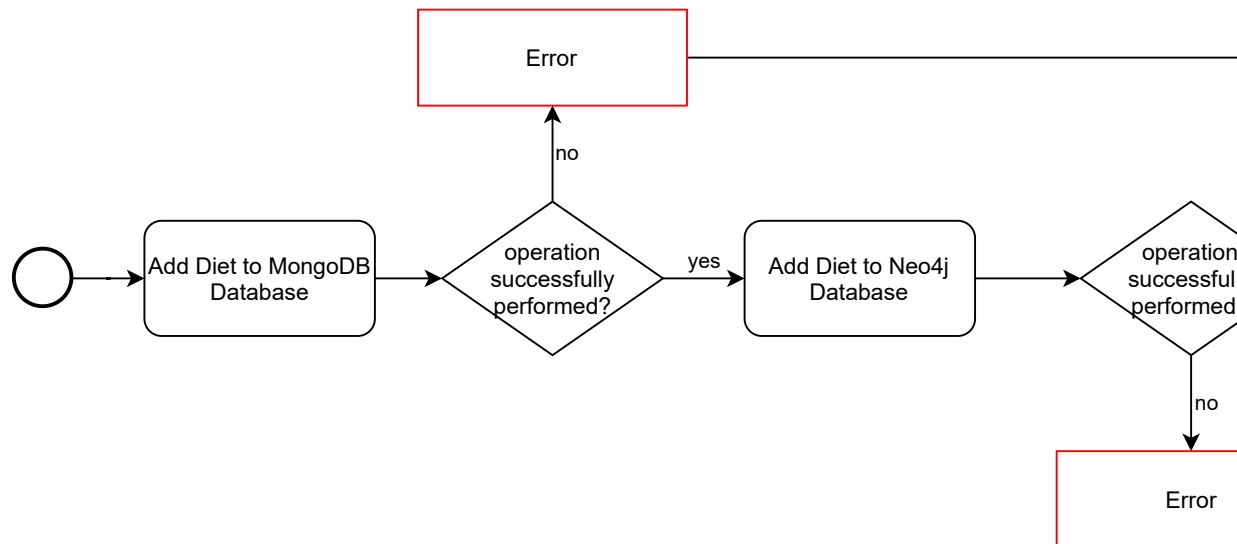 Error
no
Add Diet to MongoDB
Database
operation
successfully
performed?
yes
Add Diet to Neo4j
Database
operation
successful
performed
no
Error